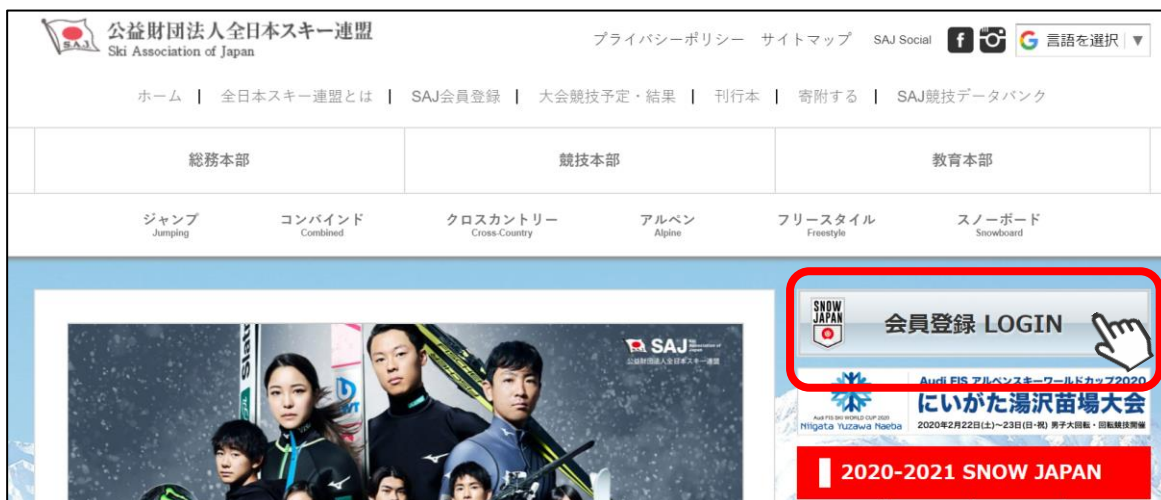 公益財団法人全日本スキー連盟
Ski Association of Japan
SAJ
プライバシーポリシー サイトマップ SAJ Social 言語を選択 ▼
ホーム | 全日本スキー連盟とは | SAJ会員登録 | 大会競技予定・結果 | 刊行本 | 寄附する | SAJ競技データバンク
総務本部 競技本部 教育本部
ジャンプ コンバインド クロスカントリー アルペン フリースタイル スノーボード
Jumping Combined Cross-Country Alpine Freestyle Snowboard
SNOW
JAPAN
会員登録 LOGIN
SAJ Ski Association of Japan
公益財団法人全日本スキー連盟
Audi FIS アルペンスキーワールドカップ2020
にいがた湯沢苗場大会
2020年2月22日(土)~23日(日・祝) 男子大回転・回転競技開催
Audi FIS SKI WORLD CUP 2020
Niigata Yuzawa Naeba
2020-2021 SNOW JAPAN